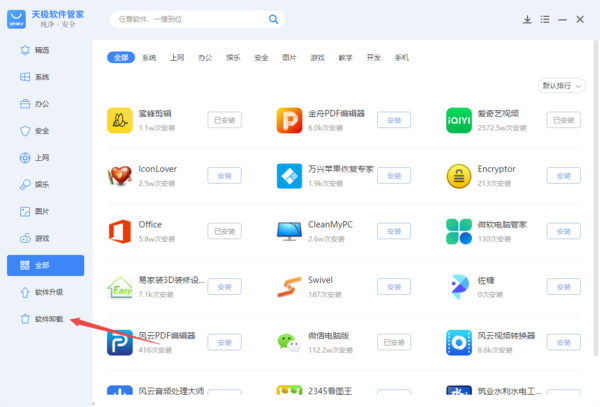 yesky
天极软件管家
纯净·安全
任意软件,一搜到位
精选
系统
办公
安全
上网
娱乐
图片
游戏
全部
软件升级
软件卸载
全部 系统 上网 办公 娱乐 安全 图片 游戏 教学 开发 手机
默认排行
蜜蜂剪辑
1.1w次安装
已安装
金舟PDF编辑器
6.0k次安装
安装
iQIYI
爱奇艺视频
2572.5w次安装
已安装
IconLover
2.5w次安装
安装
万兴苹果恢复专家
1.9k次安装
安装
Encryptor
213次安装
安装
Office
5.8w次安装
已安装
CleanMyPC
2.6w次安装
安装
微软电脑管家
130次安装
安装
Easy
易家装3D装修设...
7.1k次安装
安装
Swivel
187次安装
安装
佐糖
0次安装
安装
风云PDF编辑器
416次安装
安装
微信电脑版
112.2w次安装
已安装
风云视频转换器
8.6k次安装
安装
风云音频处理大师
2345看图王
筑业水利水电工...